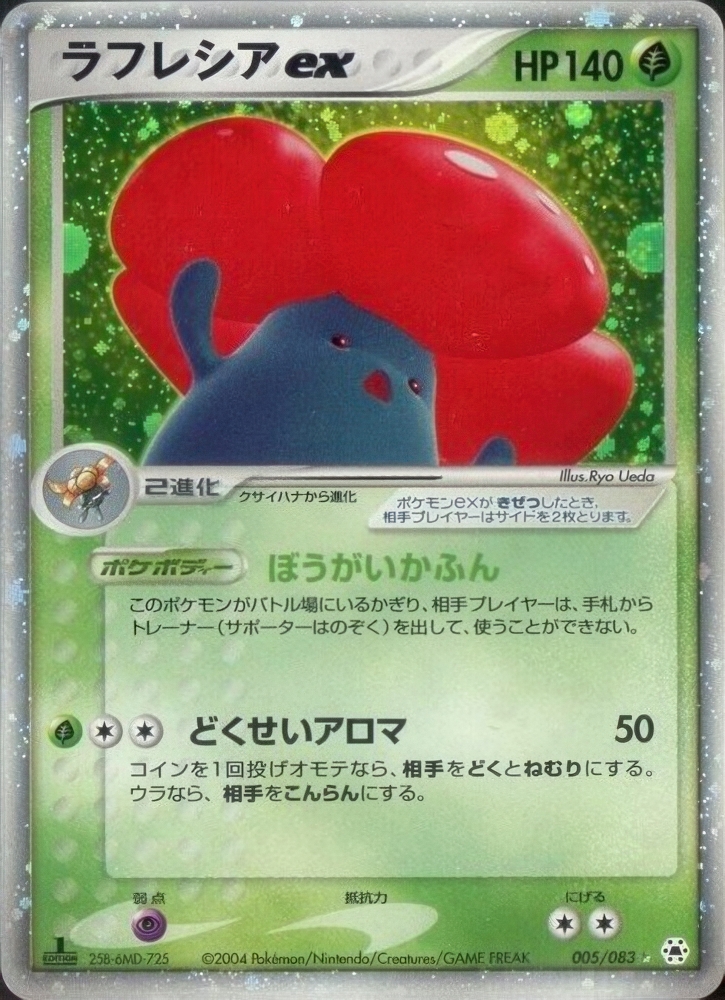 ラフレシアex HP140
Illus.Ryo Ueda
2進化 クサイハナから進化
ポケモンexがきぜつしたとき、
相手プレイヤーはサイドを2枚とります。
ポケボディー ぼうがいかふん
このポケモンがバトル場にいるかぎり、相手プレイヤーは、手札から
トレーナー(サポーターはのぞく)を出して、使うことができない。
どくせいアロマ 50
コインを1回投げオモテなら、相手をどくとねむりにする。
ウラなら、相手をこんらんにする。
弱点 抵抗力 にげる
1 EDITION 258-6MD-725 ©2004 Pokémon/Nintendo/Creatures/GAME FREAK 005/083